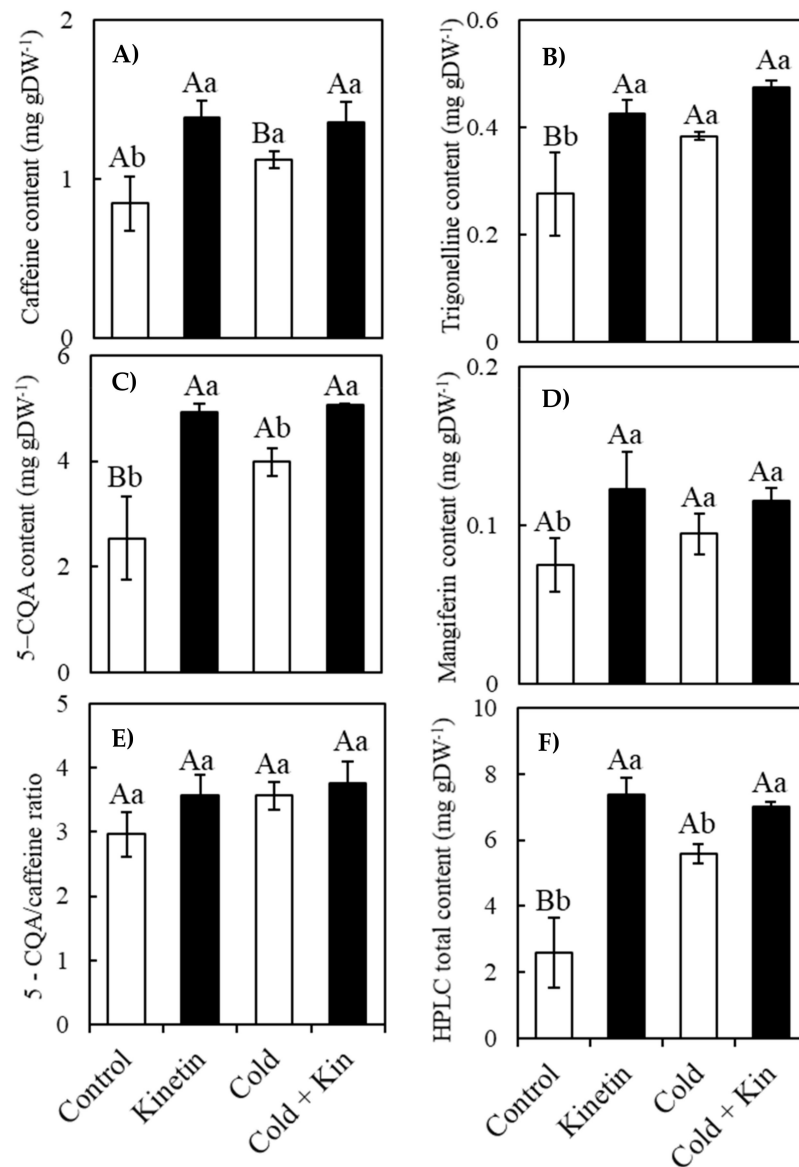 Caffeine content (mg gDW-1)
2
1
0
A)
Ab
Aa
Ba
Aa
Trigonelline content (mg gDW-1)
0.6
0.4
0.2
0
B)
Bb
Aa
Aa
Aa
5–CQA content (mg gDW-1)
6
4
2
0
C)
Bb
Aa
Ab
Aa
Mangiferin content (mg gDW-1)
0.2
0.1
0
D)
Ab
Aa
Aa
Aa
5 - CQA/caffeine ratio
5
4
3
2
1
0
E)
Aa
Aa
Aa
Aa
Control
Kinetin
Cold
Cold + Kin
HPLC total content (mg gDW-1)
10
8
6
4
2
0
F)
Bb
Aa
Ab
Aa
Control
Kinetin
Cold
Cold + Kin